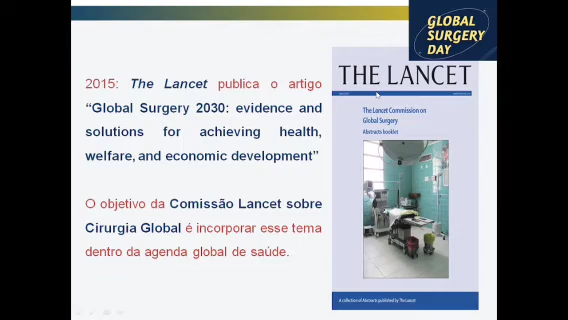 GLOBAL
SURGERY
DAY
2015: The Lancet publica o artigo
“Global Surgery 2030: evidence and
solutions for achieving health,
welfare, and economic development”
O objetivo da Comissão Lancet sobre
Cirurgia Global é incorporar esse tema
dentro da agenda global de saúde.
THE LANCET
The Lancet Commission on
Global Surgery
Abstracts booklet
A collection of Abstracts published by The Lancet